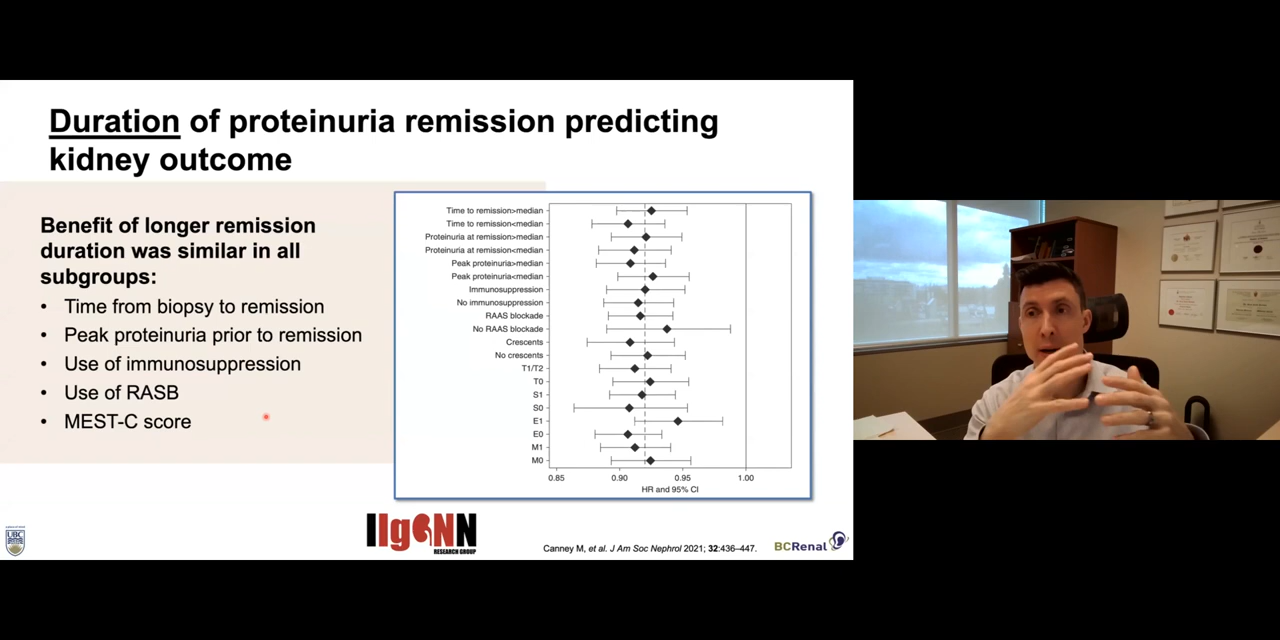 Duration of proteinuria remission predicting
kidney outcome
Benefit of longer remission
duration was similar in all
subgroups:
• Time from biopsy to remission
• Peak proteinuria prior to remission
• Use of immunosuppression
• Use of RASB
• MEST-C score
Time to remission>median
Time to remission<median
Proteinuria at remission>median
Proteinuria at remission<median
Peak proteinuria>median
Peak proteinuria<median
Immunosuppression
No immunosuppression
RAAS blockade
No RAAS blockade
Crescents
No crescents
T1/T2
T0
S1
S0
E1
E0
M1
M0
0.85 0.90 0.95 1.00
HR and 95% CI
IIgANN
RESEARCH GROUP
Canney M, et al. J Am Soc Nephrol 2021; 32:436–447.
BCRenal
UBC